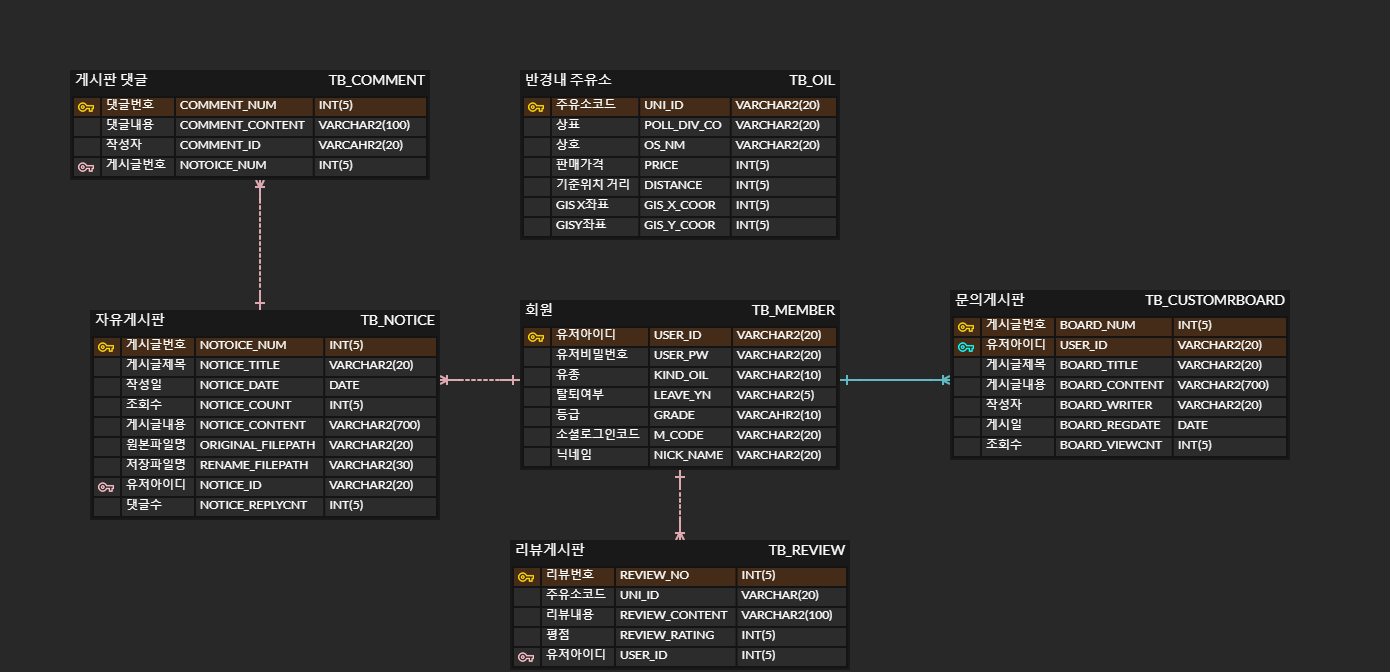 게시판 댓글 TB_COMMENT
댓글번호 COMMENT_NUM INT(5)
댓글내용 COMMENT_CONTENT VARCHAR2(100)
작성자 COMMENT_ID VARCAHR2(20)
게시글번호 NOTOICE_NUM INT(5)
반경내 주유소 TB_OIL
주유소코드 UNI_ID VARCHAR2(20)
상표 POLL_DIV_CO VARCHAR2(20)
상호 OS_NM VARCHAR2(20)
판매가격 PRICE INT(5)
기준위치 거리 DISTANCE INT(5)
GIS X좌표 GIS_X_COOR INT(5)
GISY좌표 GIS_Y_COOR INT(5)
자유게시판 TB_NOTICE
게시글번호 NOTOICE_NUM INT(5)
게시글제목 NOTICE_TITLE VARCHAR2(20)
작성일 NOTICE_DATE DATE
조회수 NOTICE_COUNT INT(5)
게시글내용 NOTICE_CONTENT VARCHAR2(700)
원본파일명 ORIGINAL_FILEPATH VARCHAR2(20)
저장파일명 RENAME_FILEPATH VARCHAR2(30)
유저아이디 NOTICE_ID VARCHAR2(20)
댓글수 NOTICE_REPLYCNT INT(5)
회원 TB_MEMBER
유저아이디 USER_ID VARCHAR2(20)
유저비밀번호 USER_PW VARCHAR2(20)
유종 KIND_OIL VARCHAR2(10)
탈퇴여부 LEAVE_YN VARCHAR2(5)
등급 GRADE VARCAHR2(10)
소셜로그인코드 M_CODE VARCHAR2(20)
닉네임 NICK_NAME VARCHAR2(20)
문의게시판 TB_CUSTOMRBOARD
게시글번호 BOARD_NUM INT(5)
유저아이디 USER_ID VARCHAR2(20)
게시글제목 BOARD_TITLE VARCHAR2(20)
게시글내용 BOARD_CONTENT VARCHAR2(700)
작성자 BOARD_WRITER VARCHAR2(20)
게시일 BOARD_REGDATE DATE
조회수 BOARD_VIEWCNT INT(5)
리뷰게시판 TB_REVIEW
리뷰번호 REVIEW_NO INT(5)
주유소코드 UNI_ID VARCHAR(20)
리뷰내용 REVIEW_CONTENT VARCHAR2(100)
평점 REVIEW_RATING INT(5)
유저아이디 USER_ID INT(5)